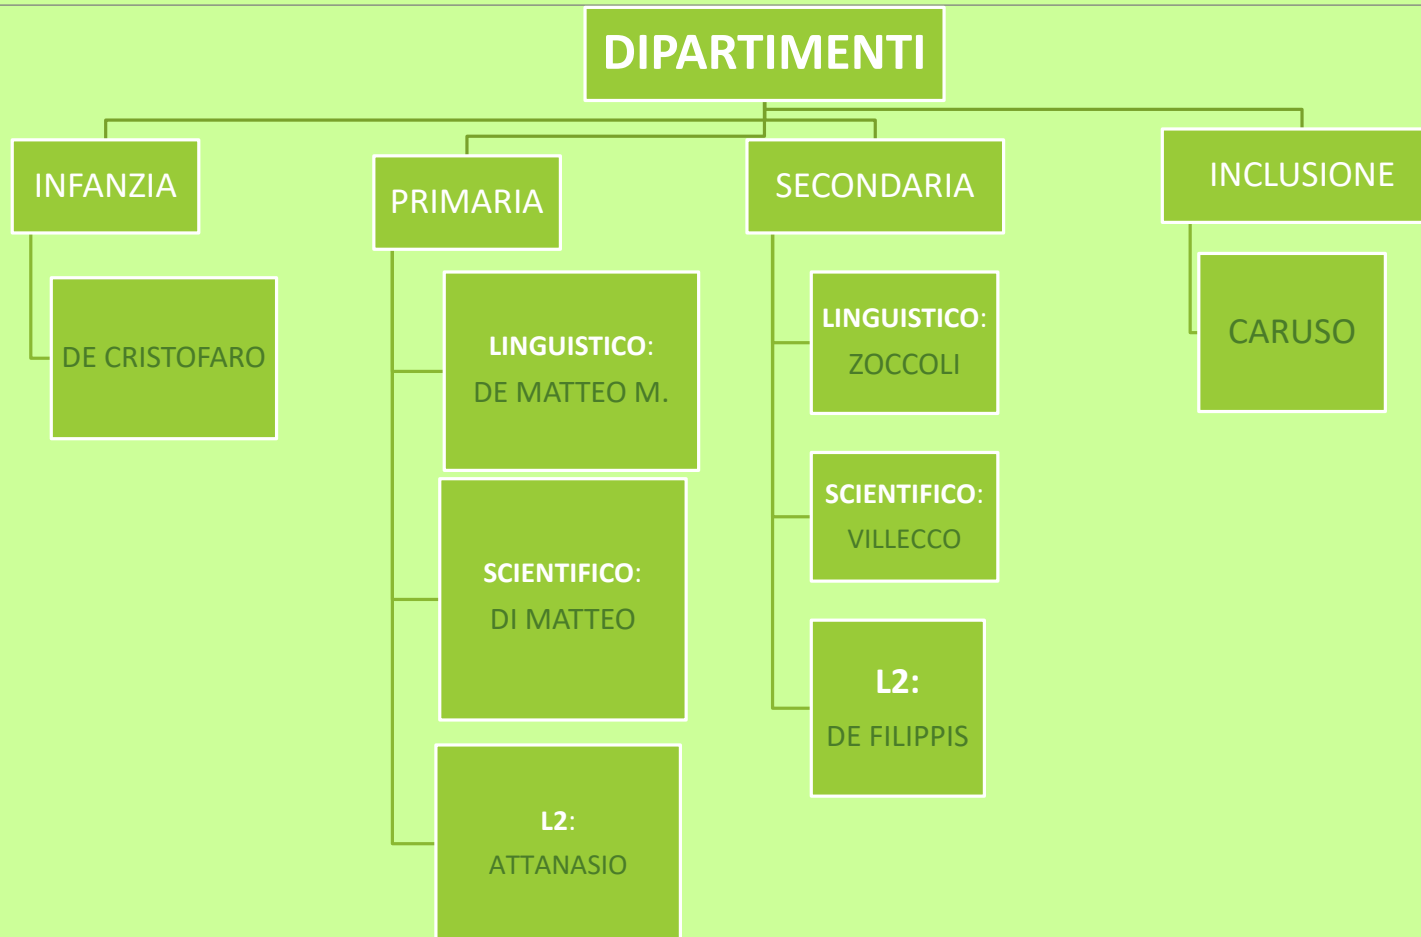 DIPARTIMENTI
INFANZIA
DE CRISTOFARO
PRIMARIA
LINGUISTICO:
DE MATTEO M.
SCIENTIFICO:
DI MATTEO
L2:
ATTANASIO
SECONDARIA
LINGUISTICO:
ZOCCOLI
SCIENTIFICO:
VILLECCO
L2:
DE FILIPPIS
INCLUSIONE
CARUSO